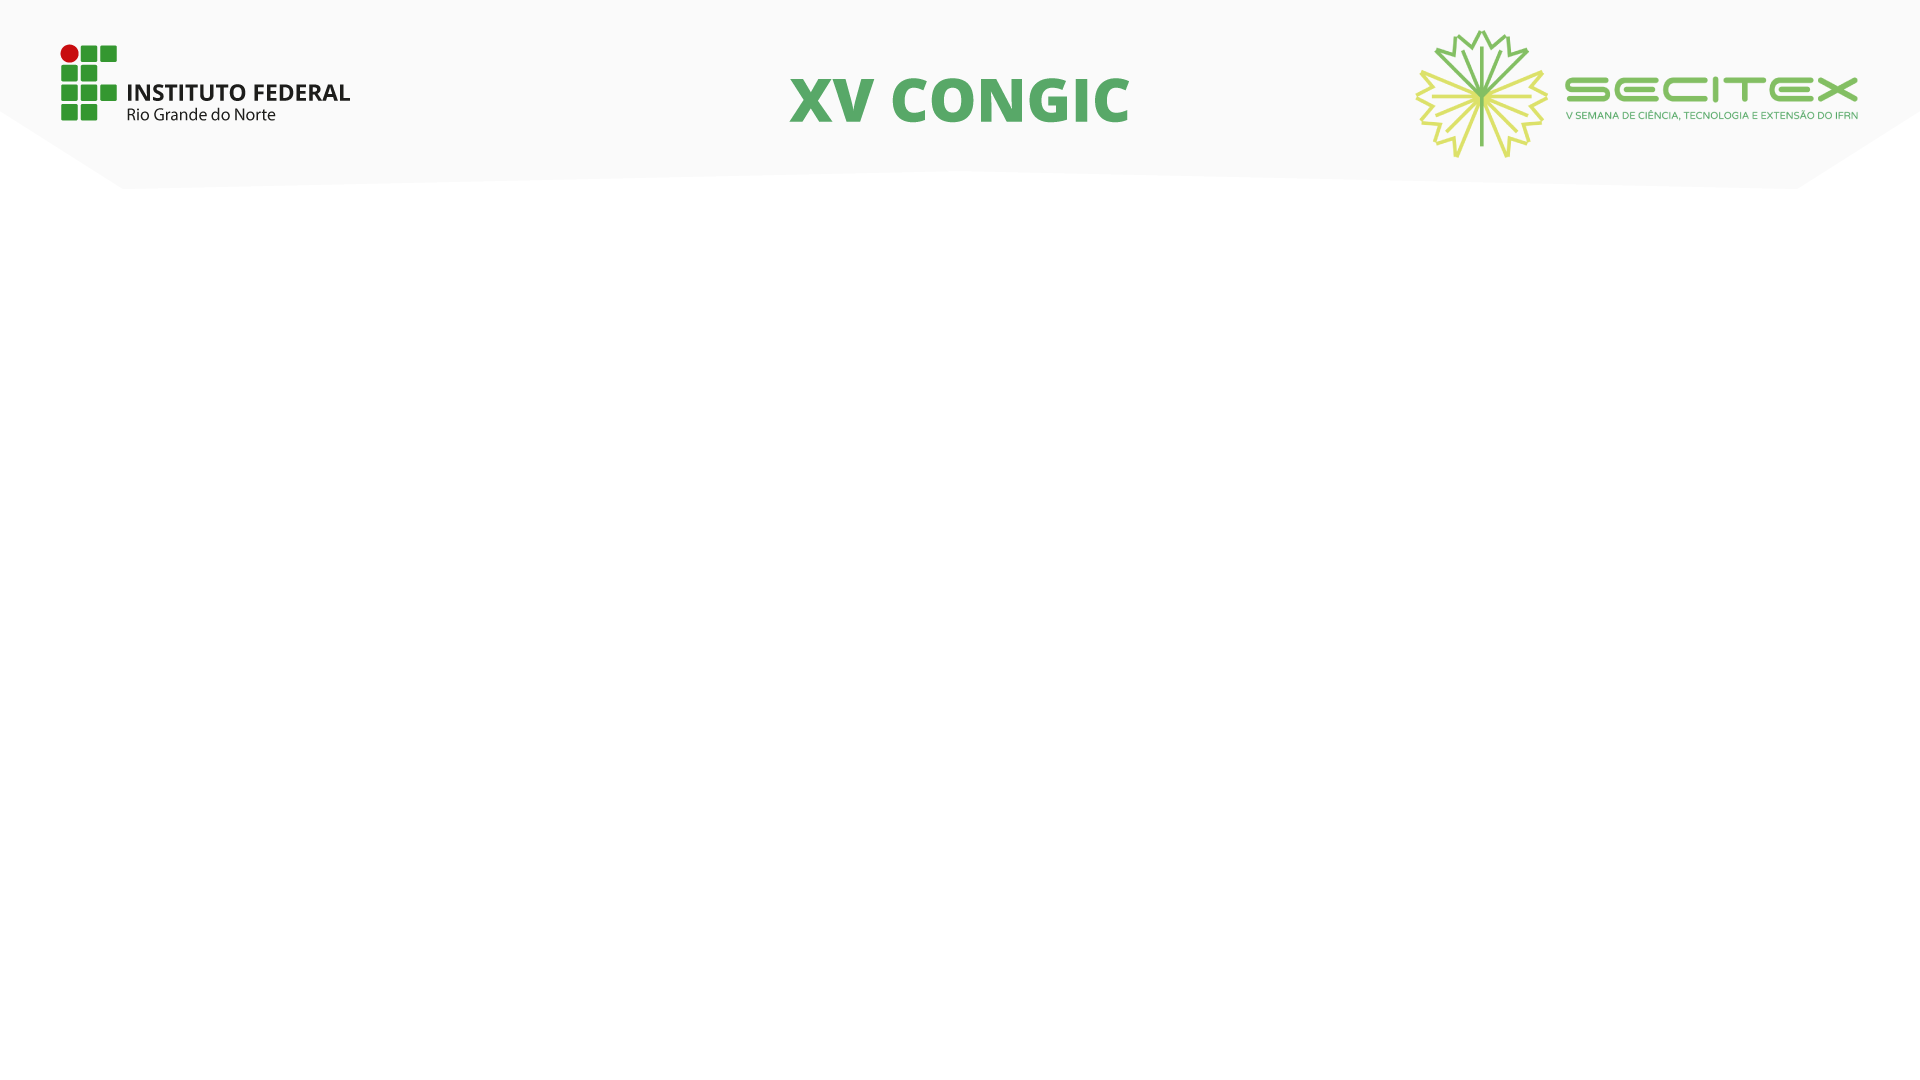 INSTITUTO FEDERAL
Rio Grande do Norte
XV CONGIC
SECITEX
V SEMANA DE CIÊNCIA, TECNOLOGIA E EXTENSÃO DO IFRN